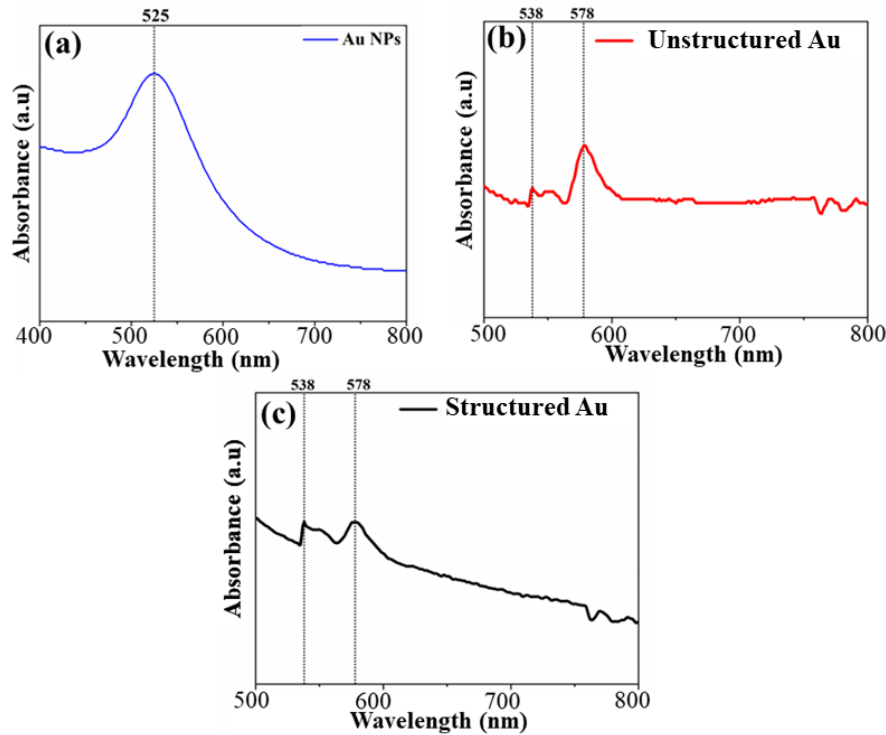 525
(a)
Au NPs
Absorbance (a.u)
400 500 600 700 800
Wavelength (nm)
538 578
(b)
Unstructured Au
Absorbance (a.u)
500 600 700 800
Wavelength (nm)
538 578
(c)
Structured Au
Absorbance (a.u)
500 600 700 800
Wavelength (nm)